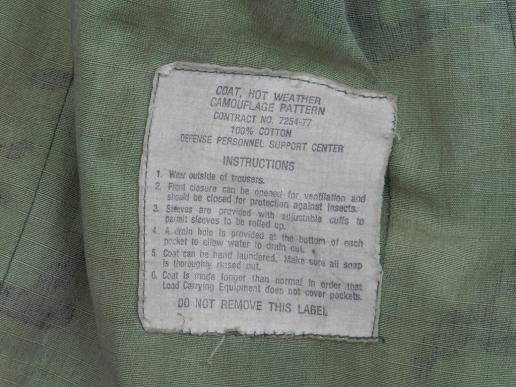 COAT, HOT WEATHER
CAMOUFLAGE PATTERN
CONTRACT NO. 7254-77
100% COTTON
DEFENSE PERSONNEL SUPPORT CENTER
INSTRUCTIONS
1. Wear outside of trousers.
2. Front closure can be opened for ventilation and
should be closed for protection against insects.
3. Sleeves are provided with adjustable cuffs to
permit sleeves to be rolled up.
4. A drain hole is provided at the bottom of each
pocket to allow water to drain out.
5. Coat can be hand laundered. Make sure all soap
is thoroughly rinsed out.
6. Coat is made longer than normal in order that
Load Carrying Equipment does not cover pockets.
DO NOT REMOVE THIS LABEL